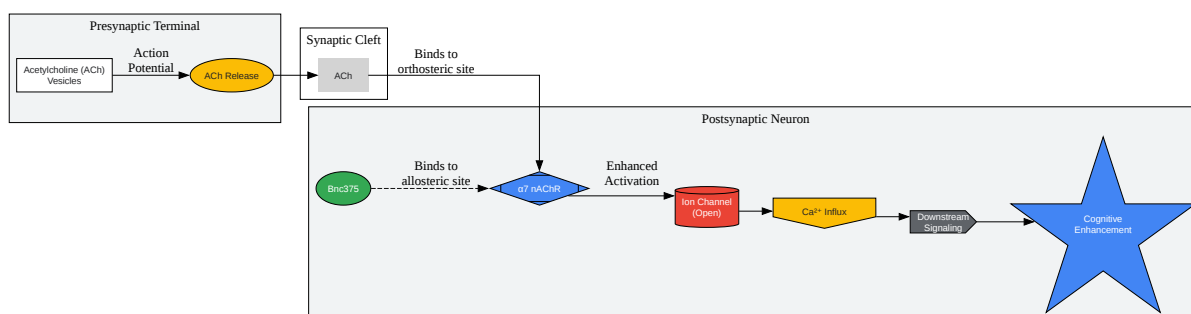 Presynaptic Terminal
Acetylcholine (ACh)
Vesicles
Action
Potential
ACh Release
Synaptic Cleft
ACh
Binds to
orthosteric site
Postsynaptic Neuron
Bnc375
Binds to
allosteric site
α7 nAChR
Enhanced
Activation
Ion Channel
(Open)
Ca²⁺ Influx
Downstream
Signaling
Cognitive
Enhancement